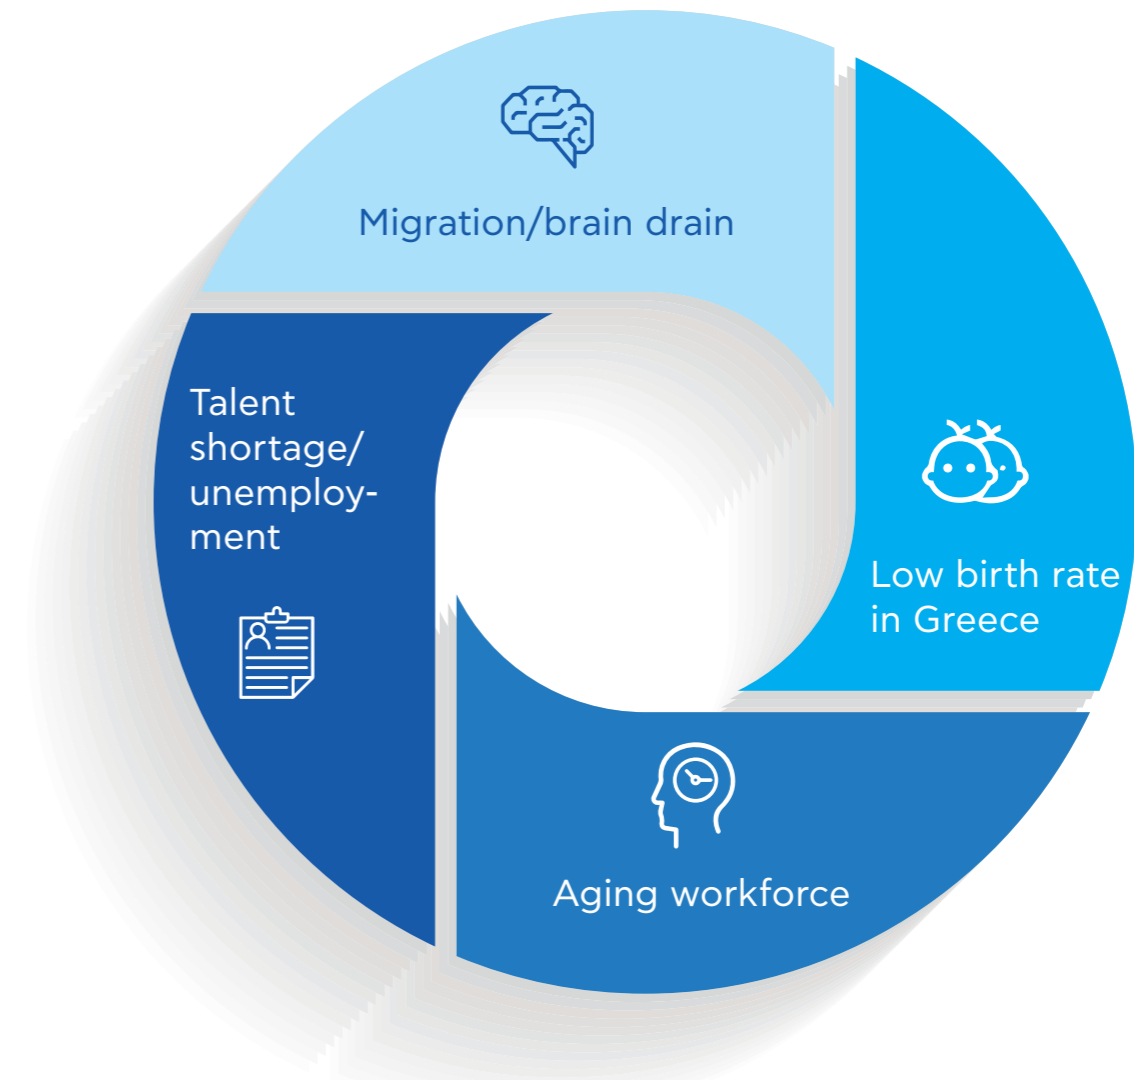 Migration/brain drain
Talent
shortage/
unemploy-
ment
Low birth rate
in Greece
Aging workforce